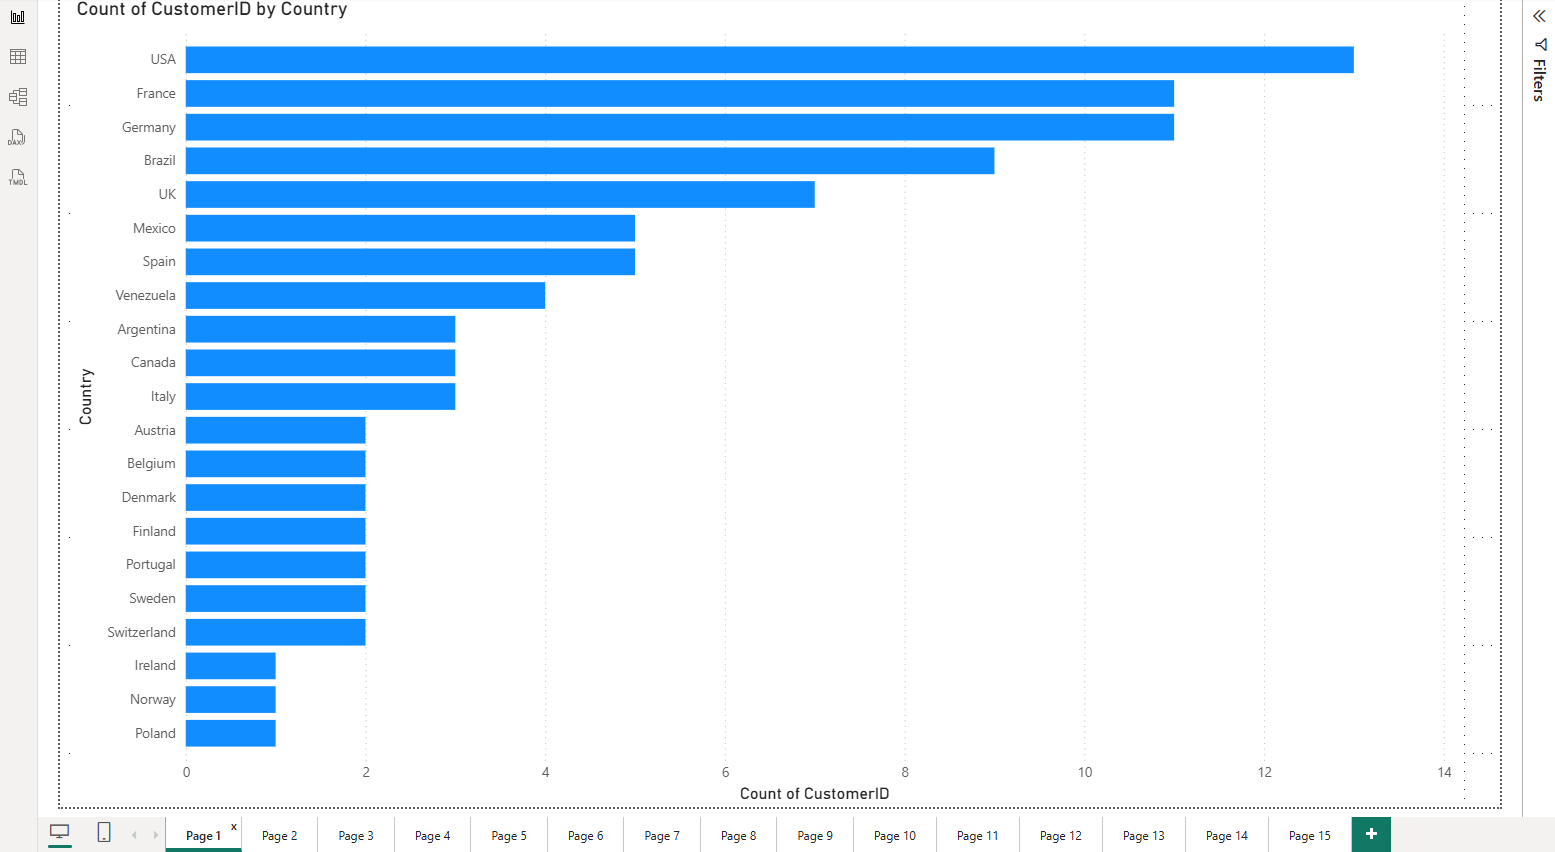 Count of CustomerID by Country
USA
France
Germany
Brazil
UK
Mexico
Spain
Venezuela
Argentina
Canada
Italy
Austria
Belgium
Denmark
Finland
Portugal
Sweden
Switzerland
Ireland
Norway
Poland
Country
0 2 4 6 8 10 12 14
Count of CustomerID
Filters
DAX
TMDL
Page 1 x Page 2 Page 3 Page 4 Page 5 Page 6 Page 7 Page 8 Page 9 Page 10 Page 11 Page 12 Page 13 Page 14 Page 15 +